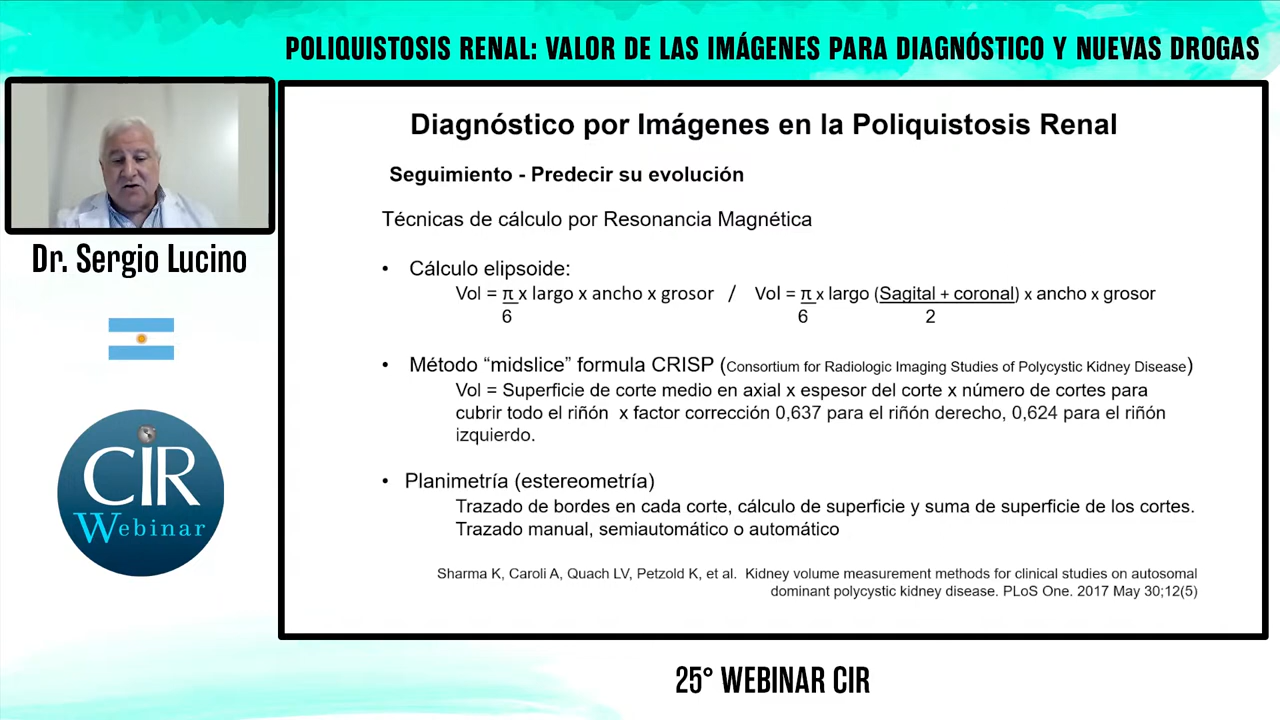 POLIQUISTOSIS RENAL: VALOR DE LAS IMÁGENES PARA DIAGNÓSTICO Y NUEVAS DROGAS
Dr. Sergio Lucino
CIR
Webinar
Diagnóstico por Imágenes en la Poliquistosis Renal
Seguimiento - Predecir su evolución
Técnicas de cálculo por Resonancia Magnética
• Cálculo elipsoide:
Vol = π x largo x ancho x grosor / Vol = π x largo (Sagital + coronal) x ancho x grosor
6 6 2
• Método “midslice” formula CRISP (Consortium for Radiologic Imaging Studies of Polycystic Kidney Disease)
Vol = Superficie de corte medio en axial x espesor del corte x número de cortes para
cubrir todo el riñón x factor corrección 0,637 para el riñón derecho, 0,624 para el riñón
izquierdo.
• Planimetría (estereometría)
Trazado de bordes en cada corte, cálculo de superficie y suma de superficie de los cortes.
Trazado manual, semiautomático o automático
Sharma K, Caroli A, Quach LV, Petzold K, et al. Kidney volume measurement methods for clinical studies on autosomal
dominant polycystic kidney disease. PLoS One. 2017 May 30;12(5)
25° WEBINAR CIR